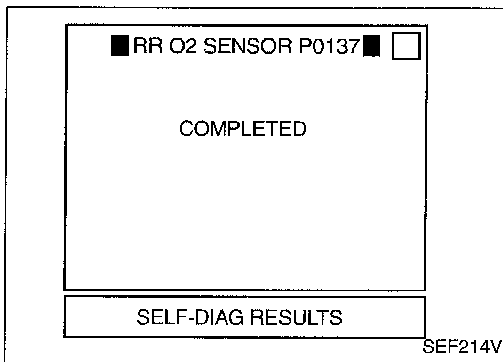 ■RR O2 SENSOR P0137■
COMPLETED
SELF-DIAG RESULTS
SEF214V